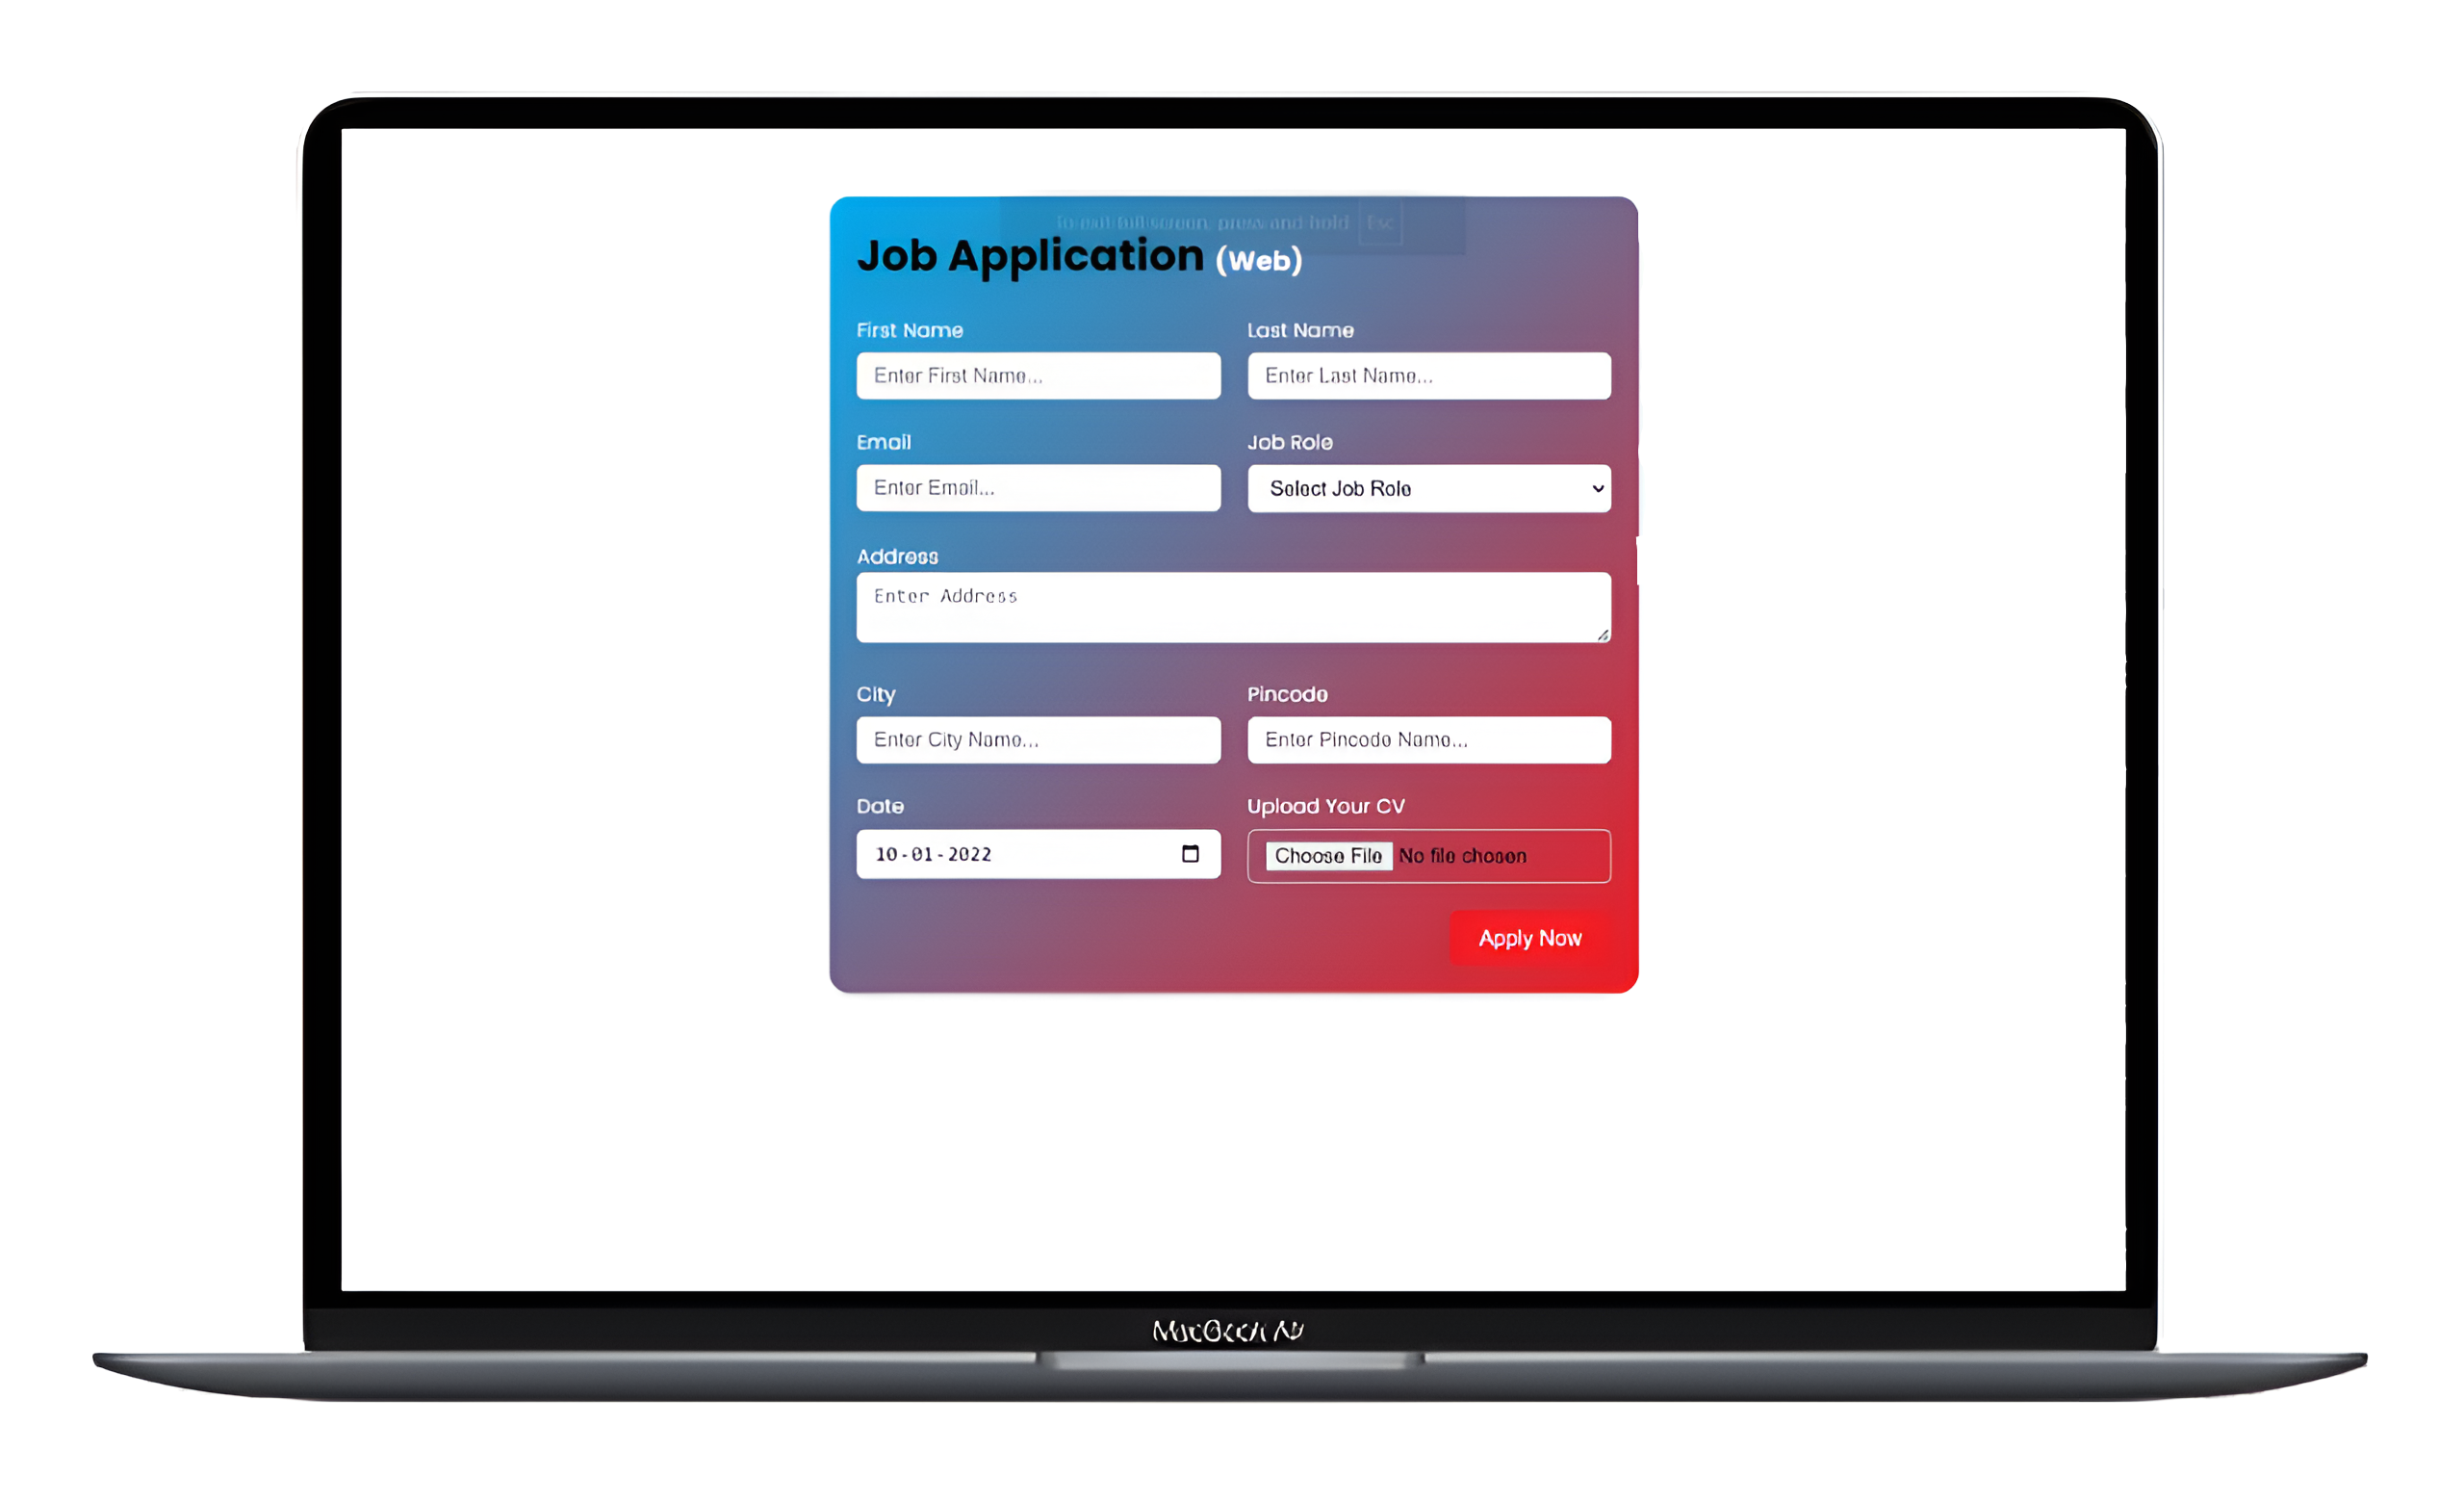 To exit full screen, press and hold Esc
Job Application (Web)
First Name
Last Name
Enter First Name...
Enter Last Name...
Email
Job Role
Enter Email...
Select Job Role
Address
Enter Address
City
Pincode
Enter City Name...
Enter Pincode Name...
Date
Upload Your CV
10-01-2022
Choose File No file chosen
Apply Now
MacBook Air